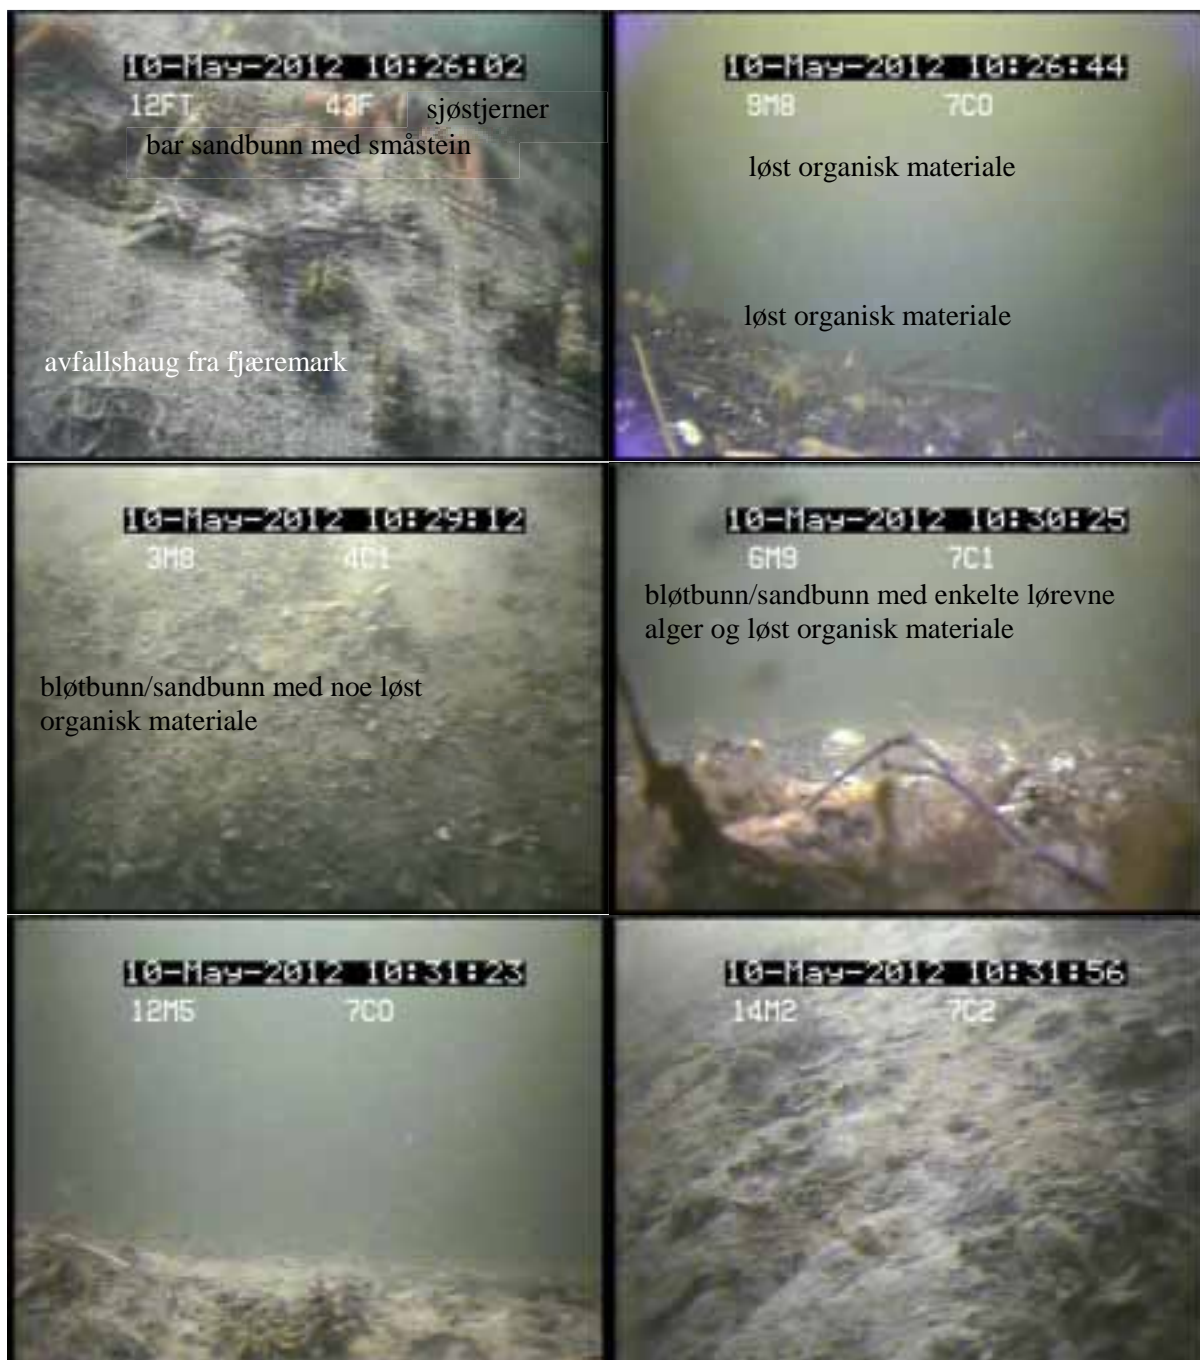 10-May-2012 10:26:02
12FT 43F
sjøstjerner
bar sandbunn med småstein
avfallshaug fra fjæremark
10-May-2012 10:26:44
9M8 7C0
løst organisk materiale
løst organisk materiale
10-May-2012 10:29:12
3M8 4C1
bløtbunn/sandbunn med noe løst
organisk materiale
10-May-2012 10:30:25
6M9 7C1
bløtbunn/sandbunn med enkelte lørevne
alger og løst organisk materiale
10-May-2012 10:31:23
12M5 7C0
10-May-2012 10:31:56
14M2 7C2